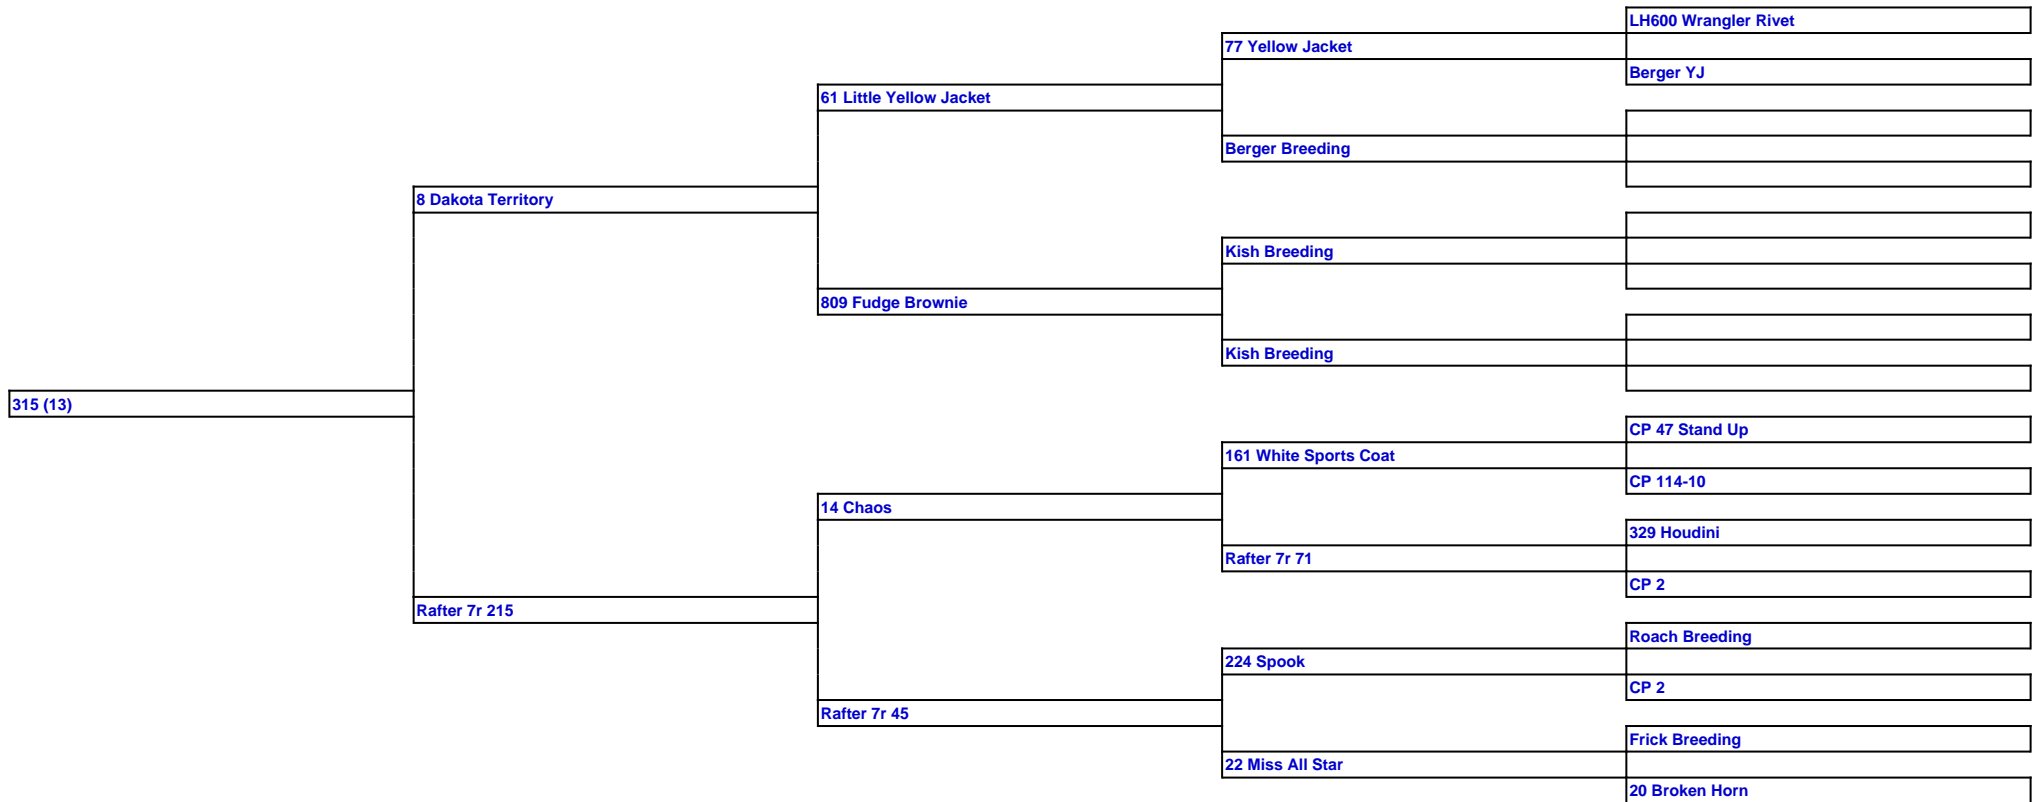 LH600 Wrangler Rivet
77 Yellow Jacket
Berger YJ
61 Little Yellow Jacket
Berger Breeding
8 Dakota Territory
Kish Breeding
809 Fudge Brownie
Kish Breeding
315 (13)
CP 47 Stand Up
161 White Sports Coat
CP 114-10
14 Chaos
329 Houdini
Rafter 7r 71
CP 2
Rafter 7r 215
Roach Breeding
224 Spook
CP 2
Rafter 7r 45
Frick Breeding
22 Miss All Star
20 Broken Horn